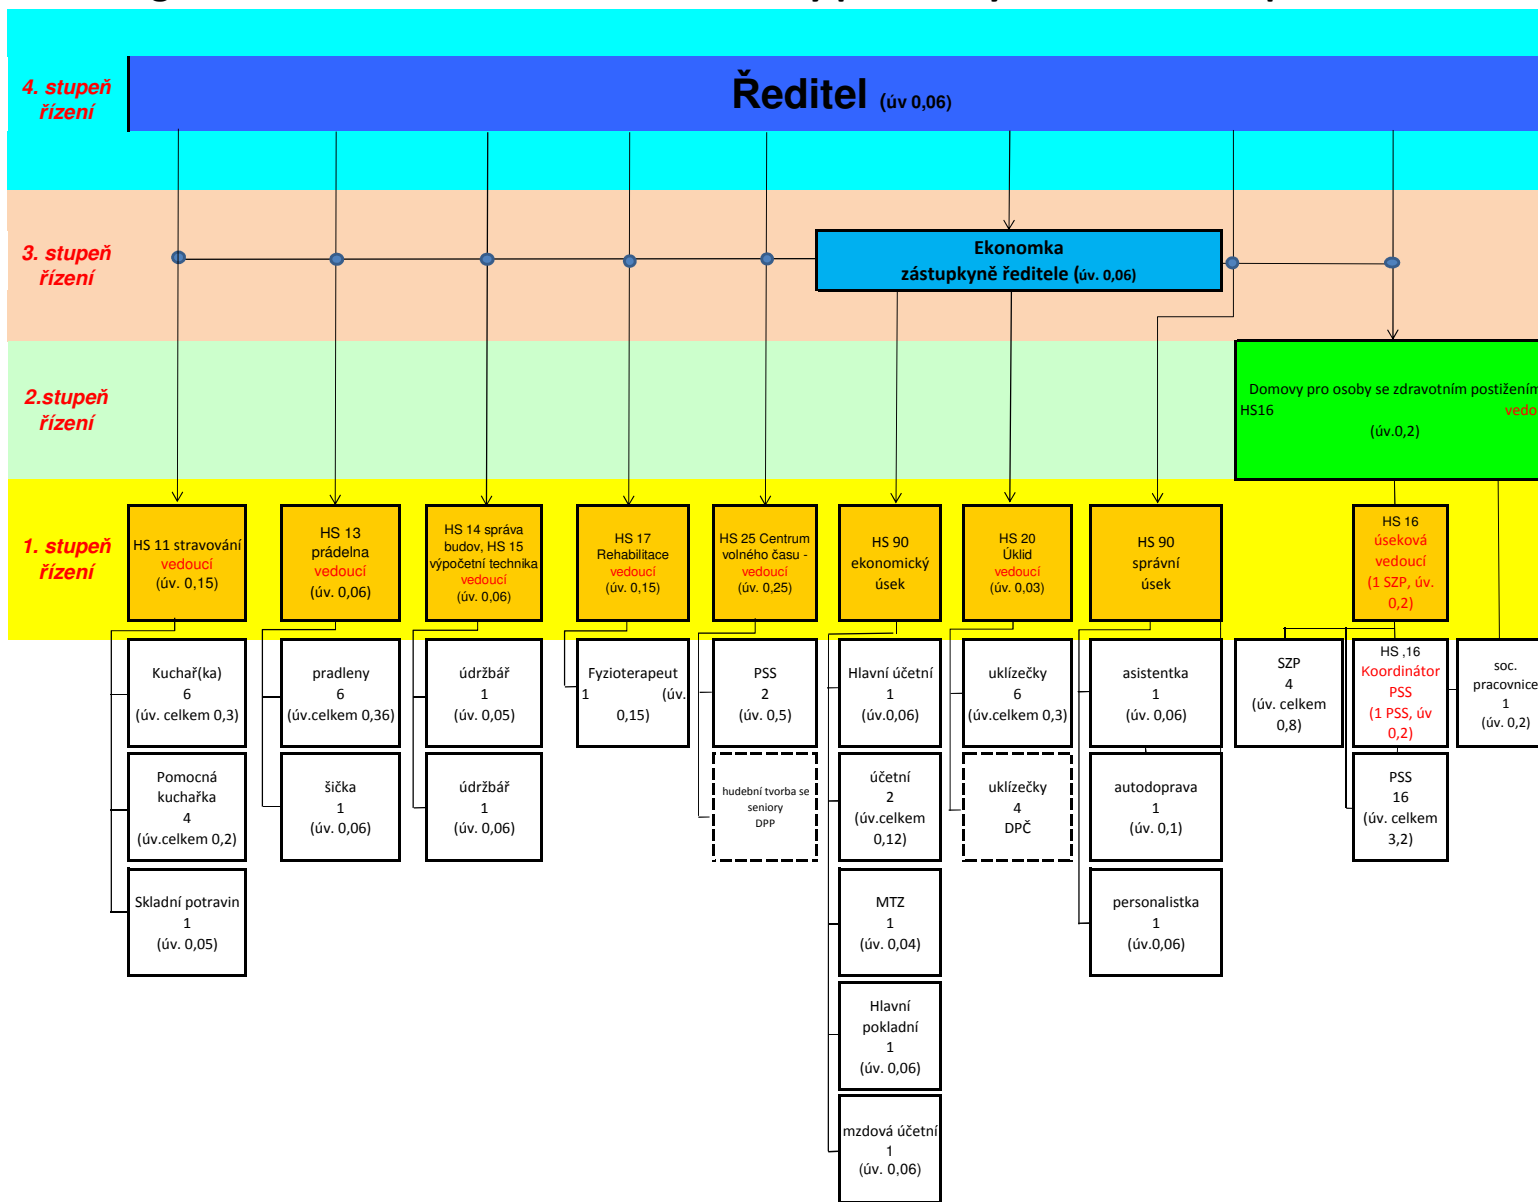 4. stupeň
řízení
Ředitel (úv 0,06)
3. stupeň
řízení
Ekonomka
zástupkyně ředitele (úv. 0,06)
2.stupeň
řízení
Domovy pro osoby se zdravotním postižením
HS16 vedo
(úv.0,2)
1. stupeň
řízení
HS 11 stravování
vedoucí
(úv. 0,15)
HS 13
prádelna
vedoucí
(úv. 0,06)
HS 14 správa
budov, HS 15
výpočetní technika
vedoucí
(úv. 0,06)
HS 17
Rehabilitace
vedoucí
(úv. 0,15)
HS 25 Centrum
volného času -
vedoucí
(úv. 0,25)
HS 90
ekonomický
úsek
HS 20
Úklid
vedoucí
(úv. 0,03)
HS 90
správní
úsek
HS 16
úseková
vedoucí
(1 SZP, úv.
0,2)
Kuchař(ka)
6
(úv. celkem 0,3)
pradleny
6
(úv.celkem 0,36)
údržbář
1
(úv. 0,05)
Fyzioterapeut
1 (úv.
0,15)
PSS
2
(úv. 0,5)
Hlavní účetní
1
(úv.0,06)
uklízečky
6
(úv.celkem 0,3)
asistentka
1
(úv. 0,06)
SZP
4
(úv. celkem
0,8)
HS ,16
Koordinátor
PSS
(1 PSS, úv
0,2)
soc.
pracovnice
1
(úv. 0,2)
Pomocná
kuchařka
4
(úv.celkem 0,2)
šička
1
(úv. 0,06)
údržbář
1
(úv. 0,06)
hudební tvorba se
seniory
DPP
účetní
2
(úv.celkem
0,12)
uklízečky
4
DPČ
autodoprava
1
(úv. 0,1)
PSS
16
(úv. celkem
3,2)
Skladní potravin
1
(úv. 0,05)
MTZ
1
(úv. 0,04)
personalistka
1
(úv.0,06)
Hlavní
pokladní
1
(úv. 0,06)
mzdová účetní
1
(úv. 0,06)